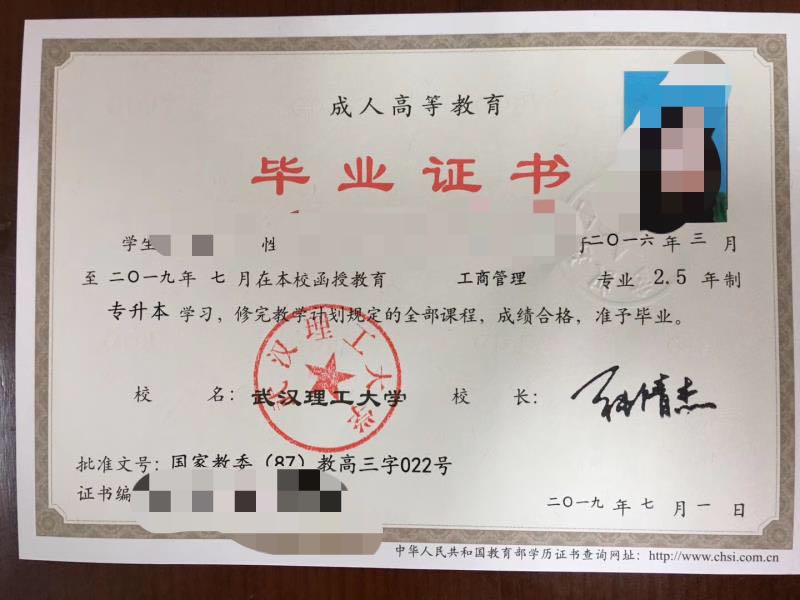 成人高等教育
毕业证书
学生 性 二〇一六年 三 月
至 二〇一九年 七 月在本校函授教育 工商管理 专业 2.5 年制
专升本 学习，修完教学计划规定的全部课程，成绩合格，准予毕业。
武汉理工大学
校 名：武汉理工大学 校 长：
批准文号：国家教委（87）教高三字022号
证书编
二〇一九年七月一日
中华人民共和国教育部学历证书查询网址：http://www.chsi.com.cn